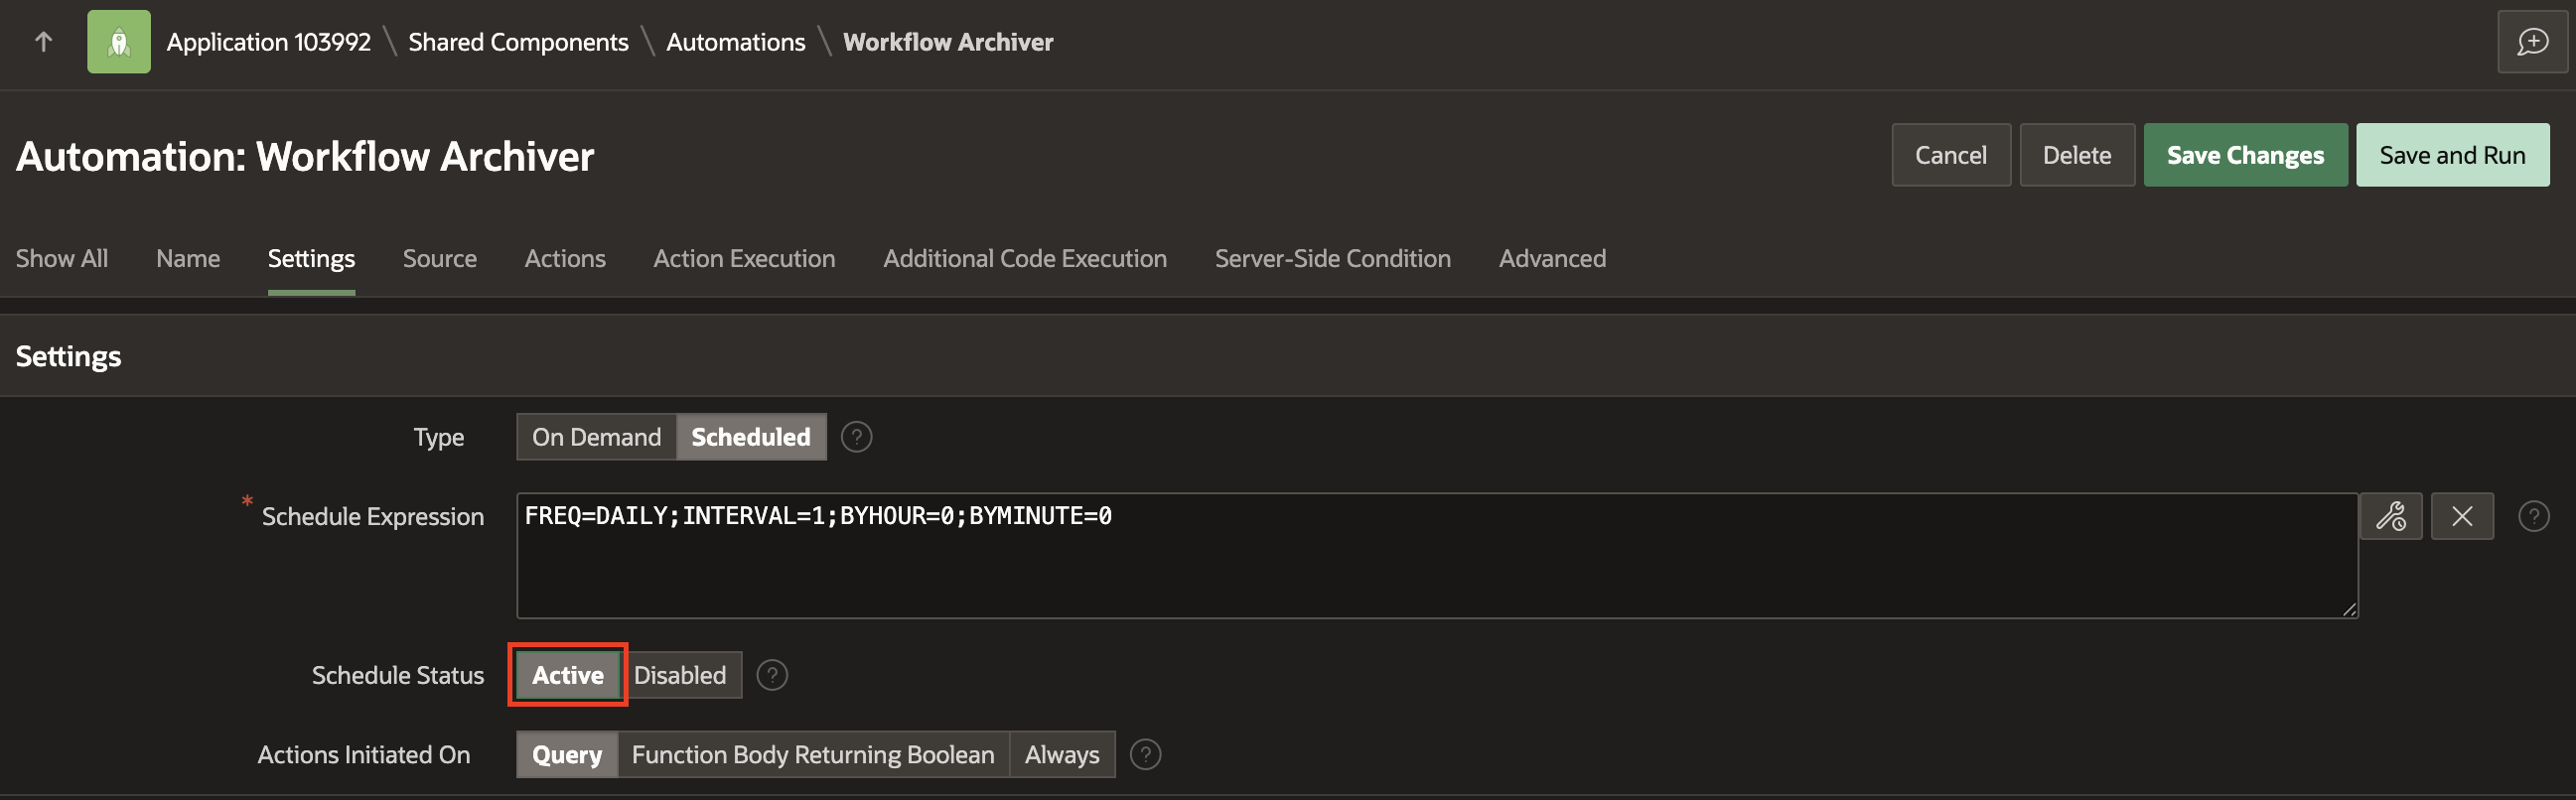 Application 103992 \ Shared Components \ Automations \ Workflow Archiver
Automation: Workflow Archiver
Cancel Delete Save Changes Save and Run
Show All Name Settings Source Actions Action Execution Additional Code Execution Server-Side Condition Advanced
Settings
Type On Demand Scheduled ?
* Schedule Expression FREQ=DAILY;INTERVAL=1;BYHOUR=0;BYMINUTE=0 ?
Schedule Status Active Disabled ?
Actions Initiated On Query Function Body Returning Boolean Always ?